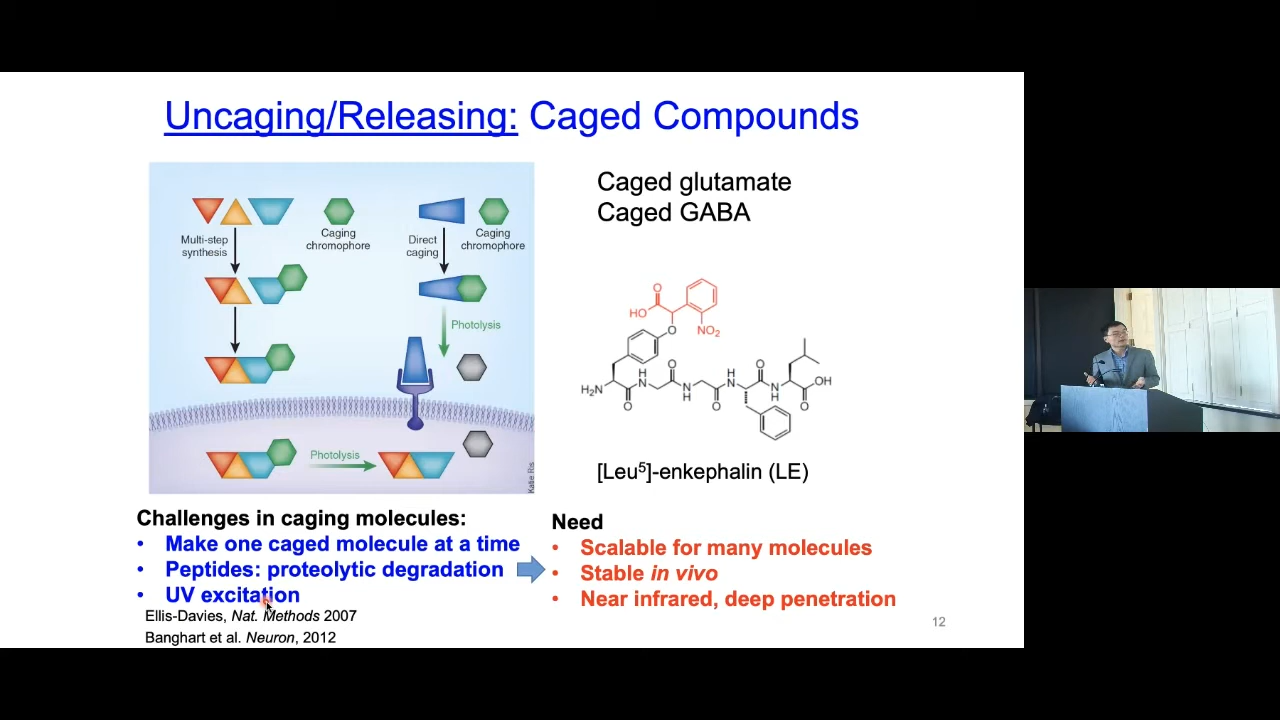 Uncaging/Releasing: Caged Compounds
Multi-step
synthesis
Caging
chromophore
Direct
caging
Caging
chromophore
Photolysis
Photolysis
Katie Ris
Caged glutamate
Caged GABA
O
HO
O
NO2
H2N
O
H
N
O
N
H
O
H
N
O
N
H
O
OH
[Leu5]-enkephalin (LE)
Challenges in caging molecules:
• Make one caged molecule at a time
• Peptides: proteolytic degradation
• UV excitation
Ellis-Davies, Nat. Methods 2007
Banghart et al. Neuron, 2012
Need
• Scalable for many molecules
• Stable in vivo
• Near infrared, deep penetration
12